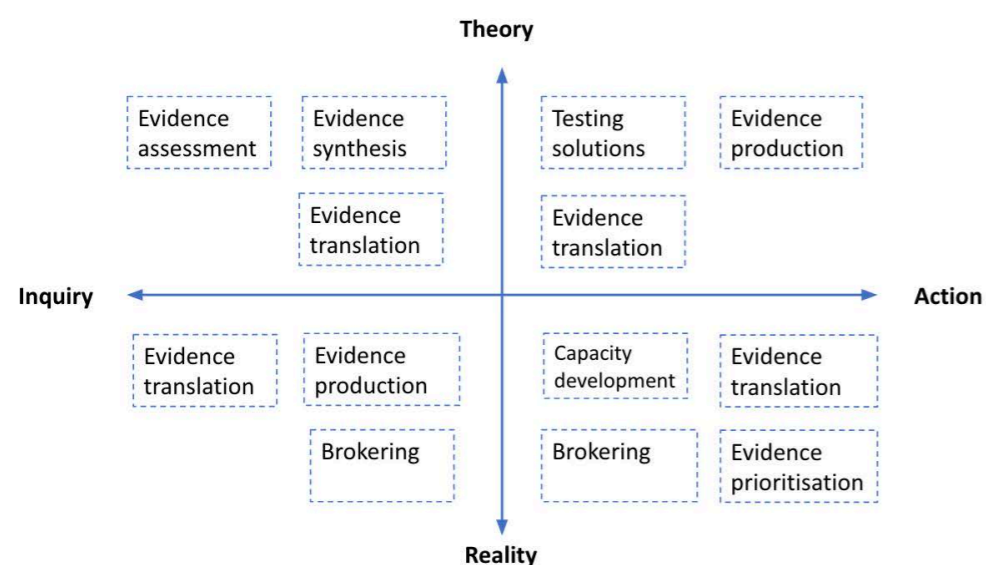 Theory
Evidence
assessment
Evidence
synthesis
Testing
solutions
Evidence
production
Evidence
translation
Evidence
translation
Inquiry
Action
Evidence
translation
Evidence
production
Capacity
development
Evidence
translation
Brokering
Brokering
Evidence
prioritisation
Reality